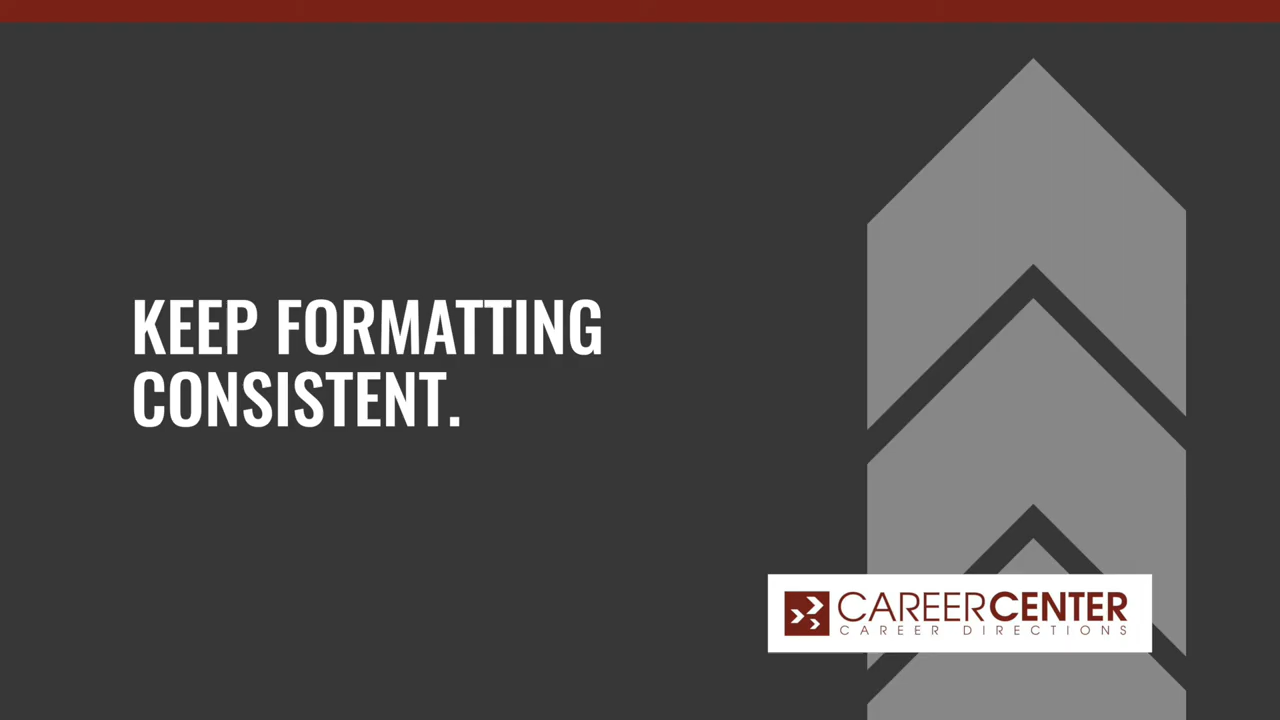 KEEP FORMATTING
CONSISTENT.
CAREERCENTER
CAREER DIRECTIONS